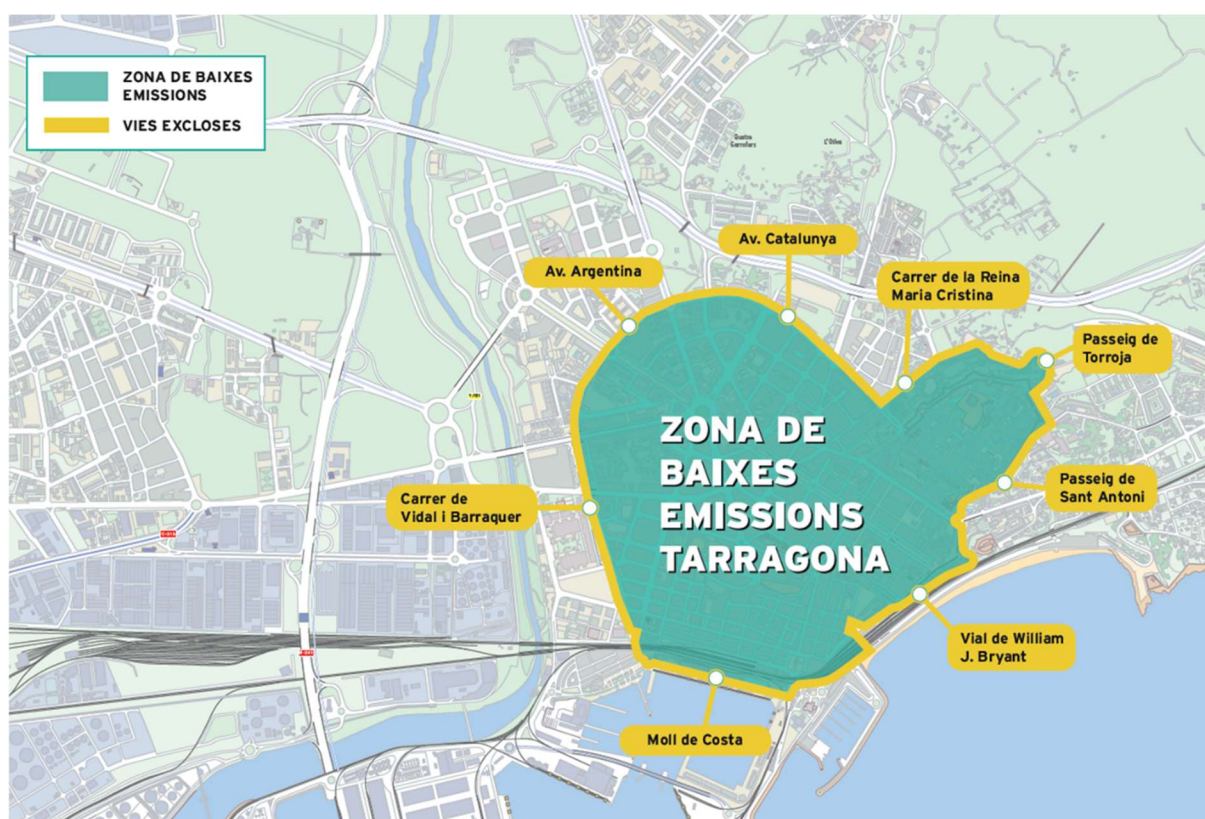 ZONA DE BAIXES
EMISSIONS
VIES EXCLOSES
L'Oliva
Av. Catalunya
Av. Argentina
Carrer de la Reina
Maria Cristina
Passeig de
Torroja
ZONA DE
BAIXES
EMISSIONS
TARRAGONA
Passeig de
Sant Antoni
Carrer de
Vidal i Barraquer
Vial de William
J. Bryant
Moll de Costa